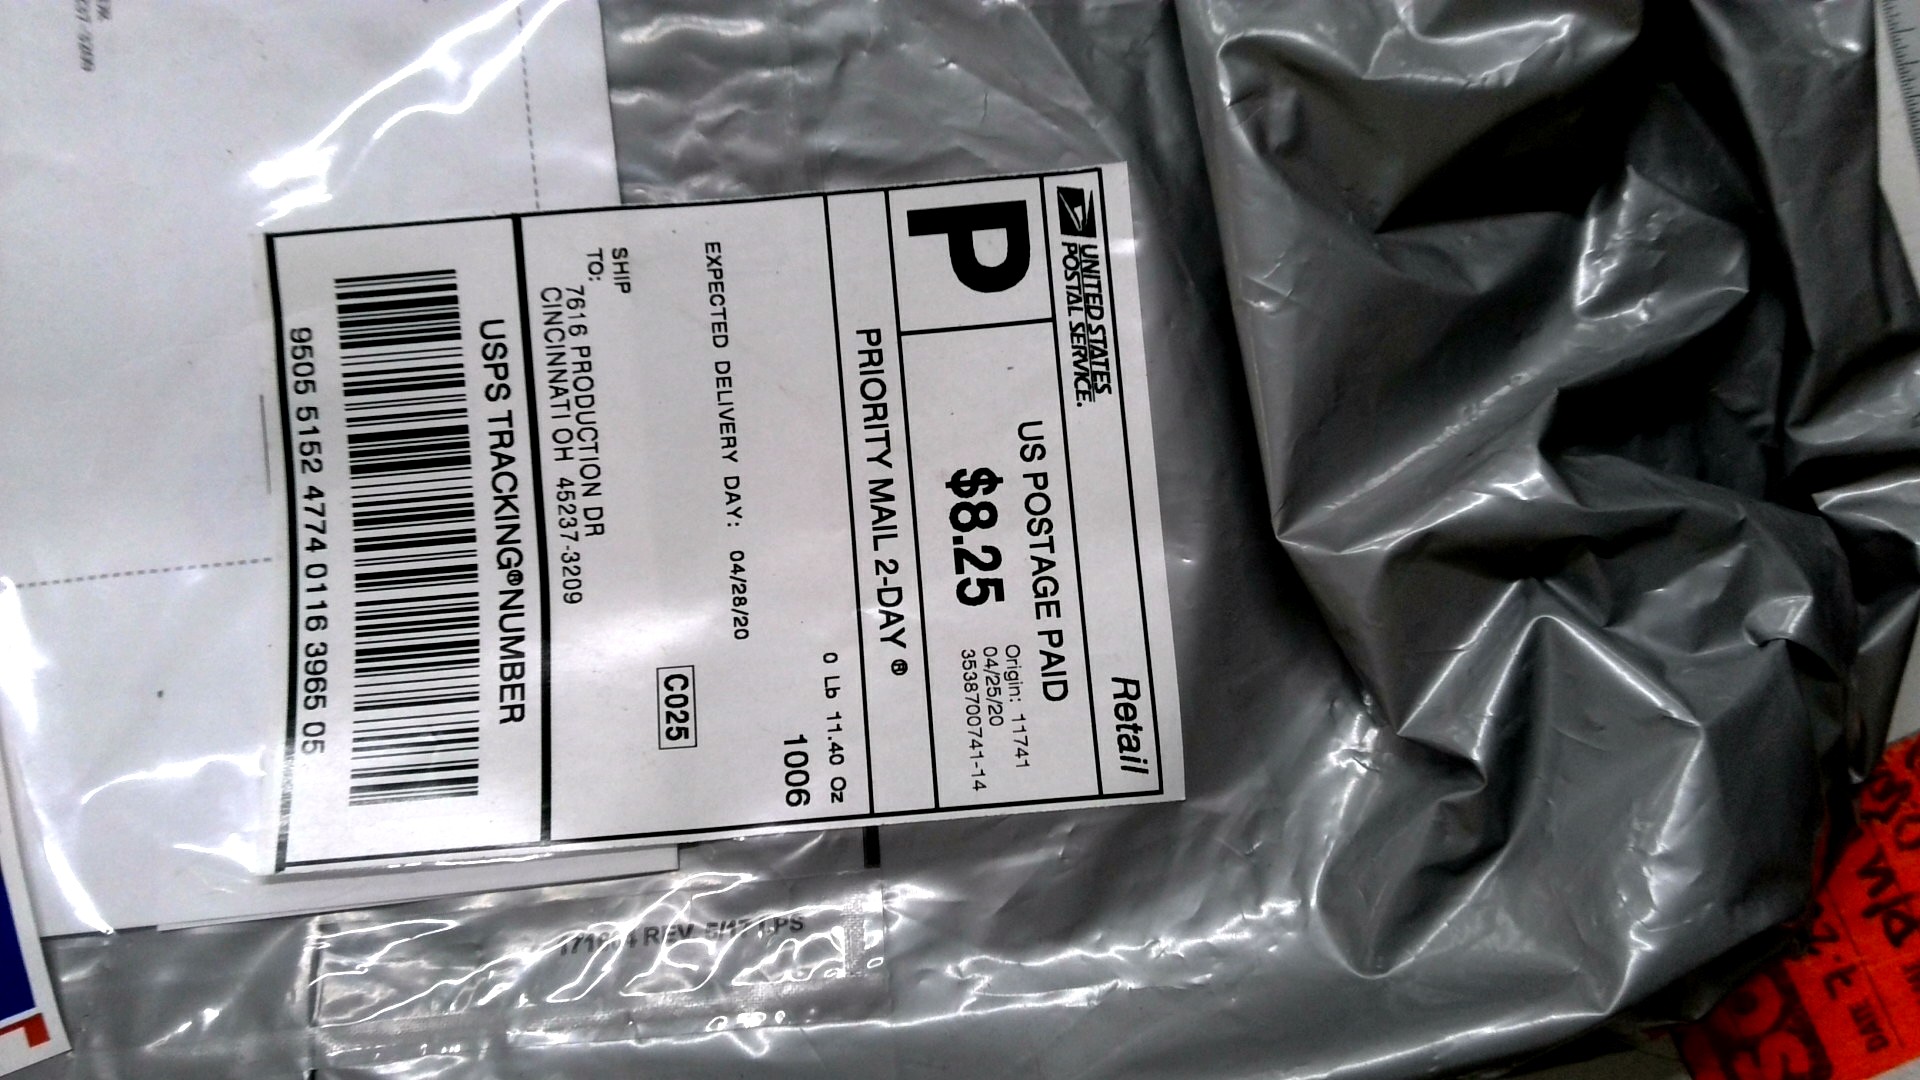 UNITED STATES
POSTAL SERVICE.
Retail
P
US POSTAGE PAID
$8.25
Origin: 11741
04/25/20
3538700741-14
PRIORITY MAIL 2-DAY ®
0 Lb 11.40 Oz
1006
EXPECTED DELIVERY DAY: 04/28/20
C025
SHIP
TO:
7616 PRODUCTION DR
CINCINNATI OH 45237-3209
USPS TRACKING® NUMBER
9505 5152 4774 0116 3965 05
REV